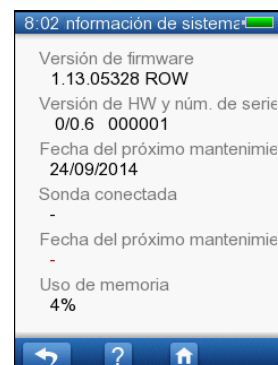 8:02 nformación de sistema
Versión de firmware
1.13.05328 ROW
Versión de HW y núm. de serie
0/0.6 000001
Fecha del próximo mantenimie
24/09/2014
Sonda conectada
-
Fecha del próximo mantenimie
-
Uso de memoria
4%
?